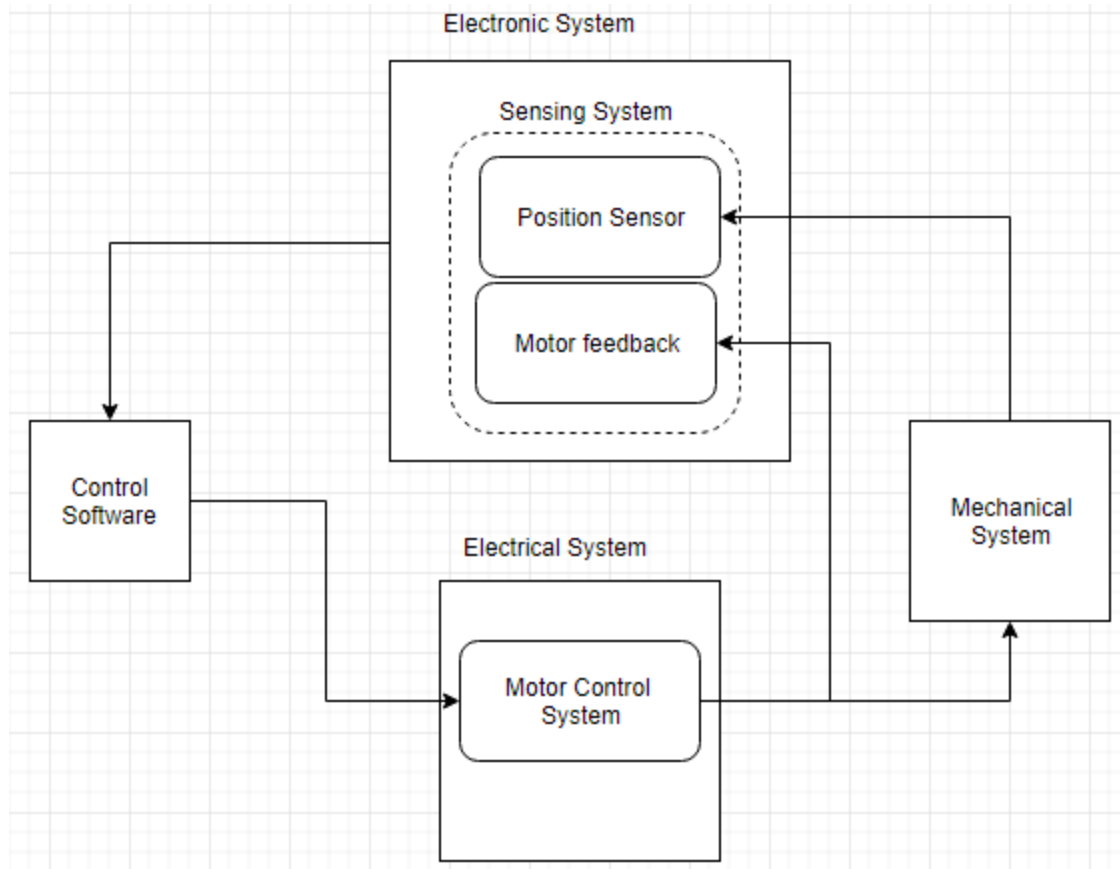 Electronic System
Sensing System
Position Sensor
Motor feedback
Control
Software
Mechanical
System
Electrical System
Motor Control
System